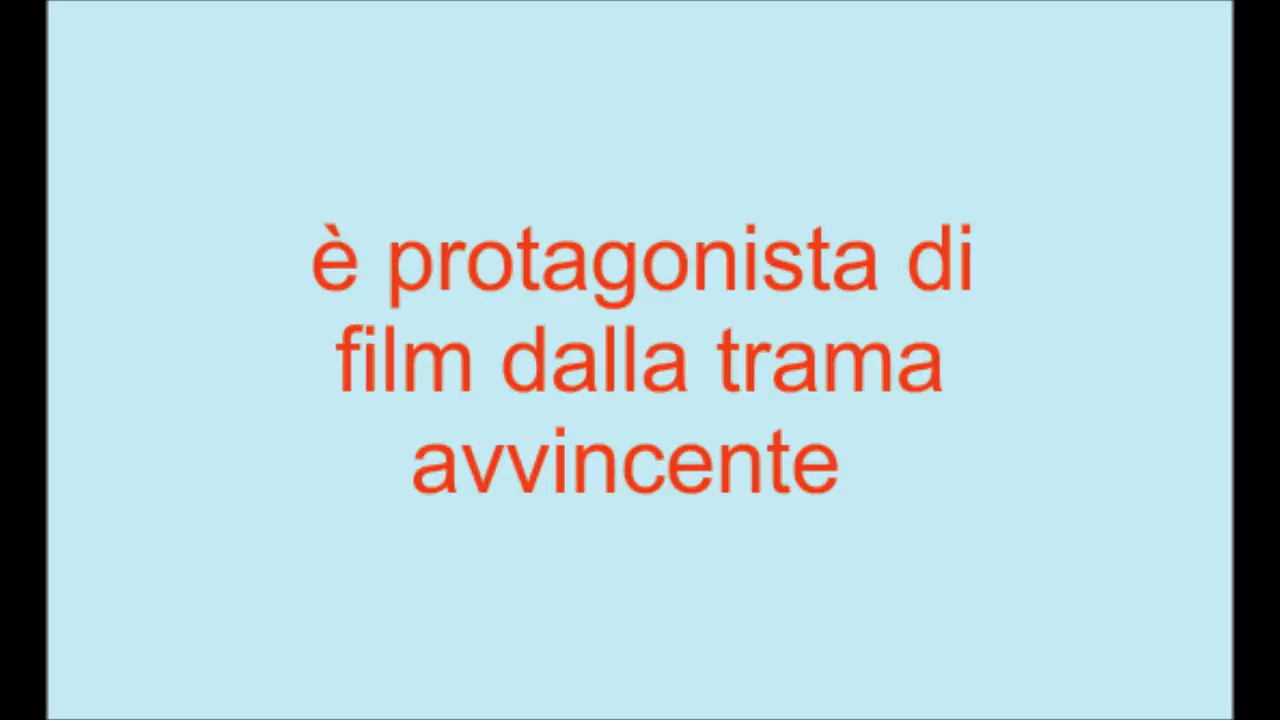 è protagonista di
film dalla trama
avvincente